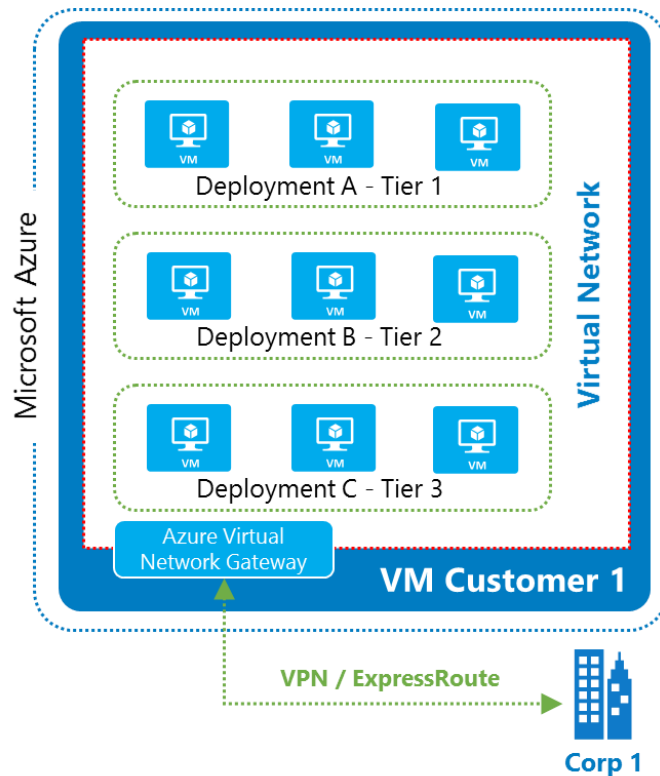 Microsoft Azure
VM
VM
VM
Deployment A - Tier 1
VM
VM
VM
Deployment B - Tier 2
VM
VM
VM
Deployment C - Tier 3
Virtual Network
Azure Virtual
Network Gateway
VM Customer 1
VPN / ExpressRoute
Corp 1